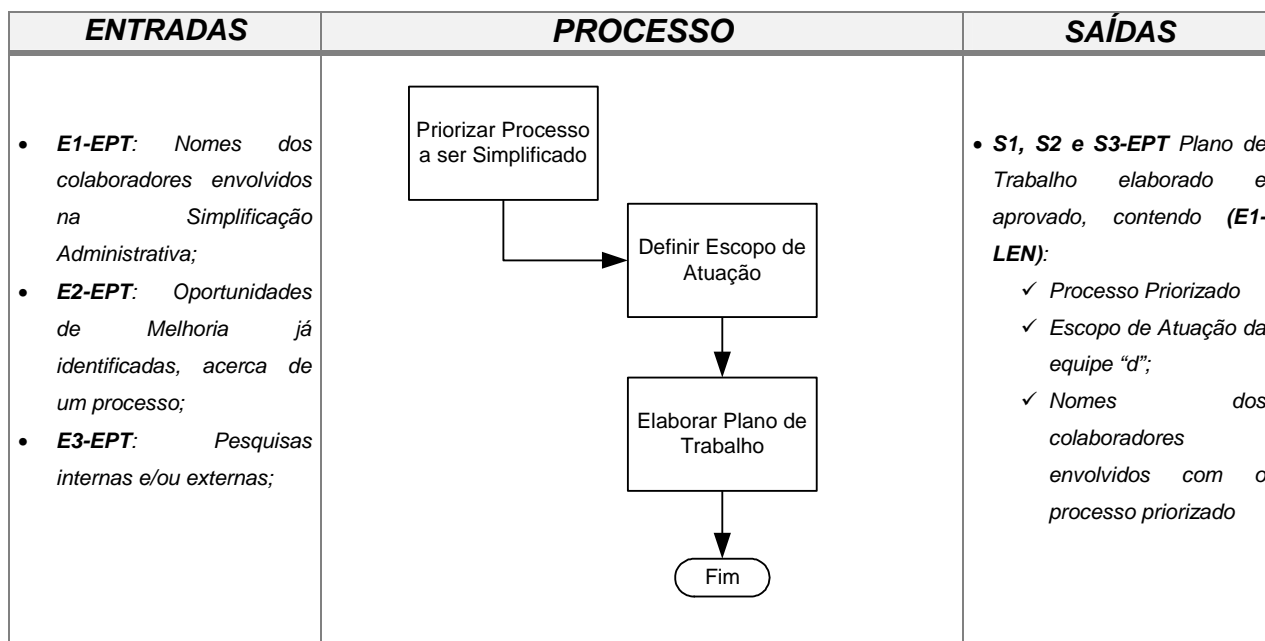 ENTRADAS
PROCESSO
SAÍDAS
• E1-EPT: Nomes dos
colaboradores envolvidos
na Simplificação
Administrativa;
• E2-EPT: Oportunidades
de Melhoria já
identificadas, acerca de
um processo;
• E3-EPT: Pesquisas
internas e/ou externas;
Priorizar Processo
a ser Simplificado
Definir Escopo de
Atuação
Elaborar Plano de
Trabalho
Fim
• S1, S2 e S3-EPT Plano de
Trabalho elaborado e
aprovado, contendo (E1-
LEN):
✓ Processo Priorizado
✓ Escopo de Atuação da
equipe “d”;
✓ Nomes dos
colaboradores
envolvidos com o
processo priorizado